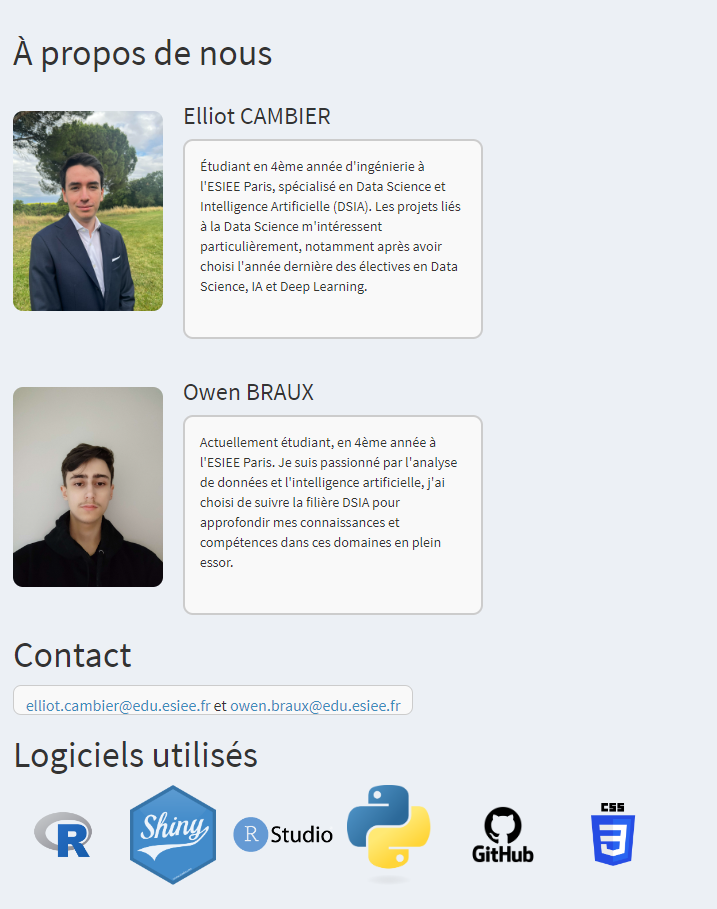 À propos de nous
Elliot CAMBIER
Étudiant en 4ème année d'ingénierie à
l'ESIEE Paris, spécialisé en Data Science et
Intelligence Artificielle (DSIA). Les projets liés
à la Data Science m'intéressent
particulièrement, notamment après avoir
choisi l'année dernière des électives en Data
Science, IA et Deep Learning.
Owen BRAUX
Actuellement étudiant, en 4ème année à
l'ESIEE Paris. Je suis passionné par l'analyse
de données et l'intelligence artificielle, j'ai
choisi de suivre la filière DSIA pour
approfondir mes connaissances et
compétences dans ces domaines en plein
essor.
Contact
elliot.cambier@edu.esiee.fr et owen.braux@edu.esiee.fr
Logiciels utilisés
R
Shiny
R Studio
GitHub
CSS
3